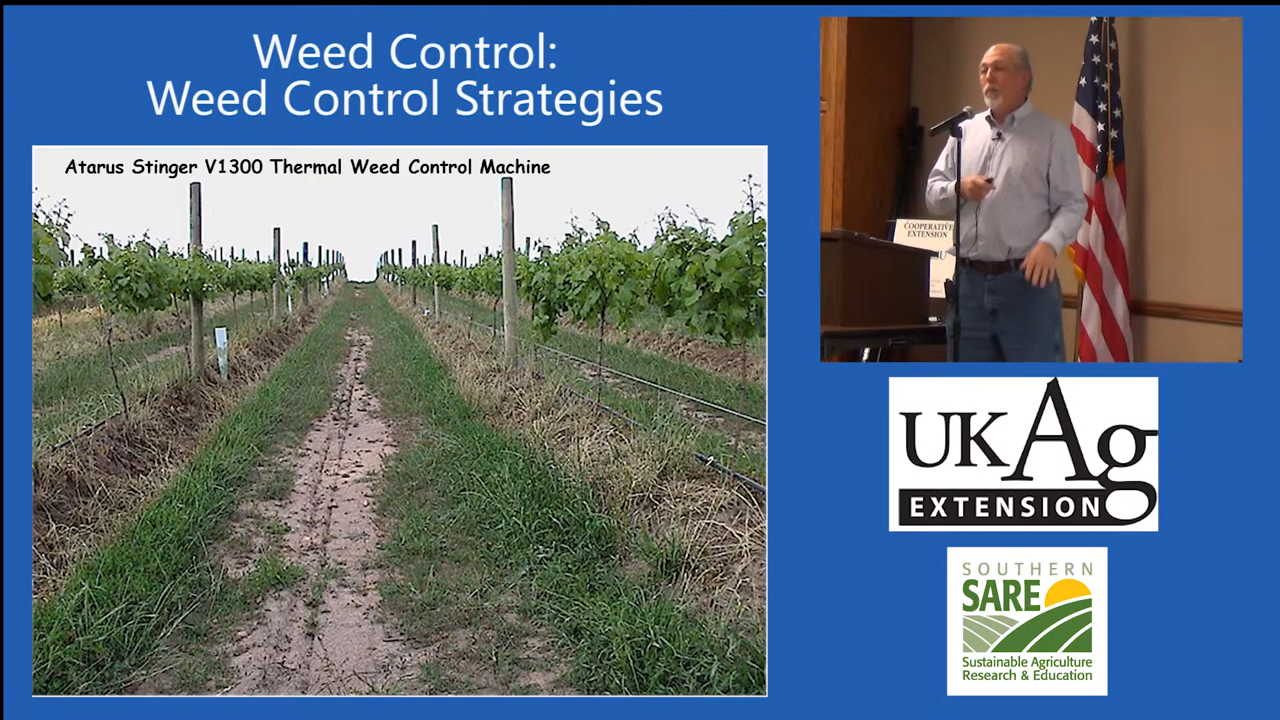 Weed Control:
Weed Control Strategies
Atarus Stinger V1300 Thermal Weed Control Machine
COOPERATIVE
EXTENSION
UKAg
EXTENSION
SOUTHERN
SARE
Sustainable Agriculture
Research & Education